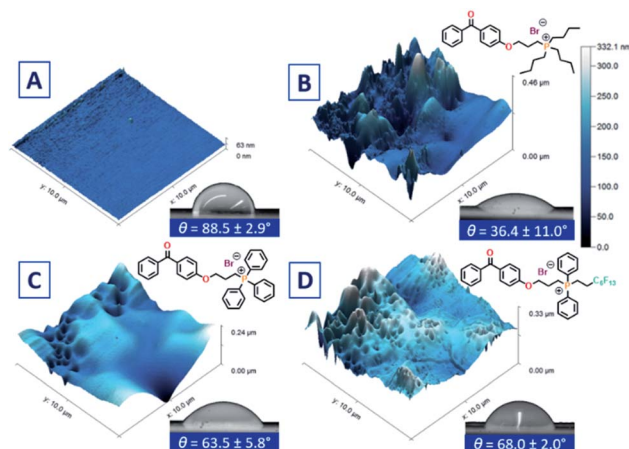 A
y: 10.0 µm
x: 10.0 µm
63 nm
0 nm
θ = 88.5 ± 2.9°
B
O
O
Br
P
y: 10.0 µm
x: 10.0 µm
0.46 µm
0.00 µm
θ = 36.4 ± 11.0°
332.1 nm
300.0
250.0
200.0
150.0
100.0
50.0
0.0
C
O
O
Br
P
y: 10.0 µm
x: 10.0 µm
0.24 µm
0.00 µm
θ = 63.5 ± 5.8°
D
O
O
Br
P
C₆F₁₃
y: 10.0 µm
x: 10.0 µm
0.33 µm
0.00 µm
θ = 68.0 ± 2.0°